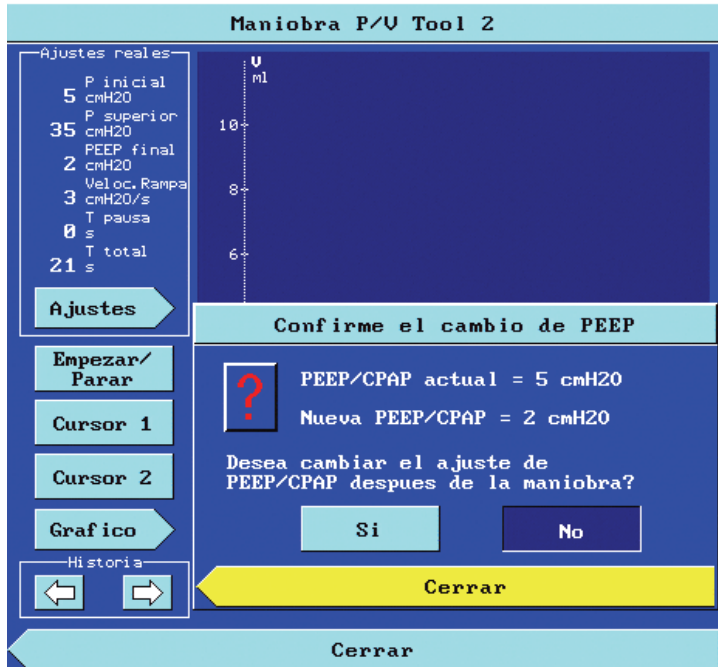 Maniobra P/V Tool 2
Ajustes reales
P inicial
5 cmH2O
P superior
35 cmH2O
PEEP final
2 cmH2O
Veloc.Rampa
3 cmH2O/s
T pausa
0 s
T total
21 s
Ajustes
Empezar/
Parar
Cursor 1
Cursor 2
Grafico
Historia
V
ml
10
8
6
Confirme el cambio de PEEP
?
PEEP/CPAP actual = 5 cmH2O
Nueva PEEP/CPAP = 2 cmH2O
Desea cambiar el ajuste de
PEEP/CPAP despues de la maniobra?
Si No
Cerrar
Cerrar